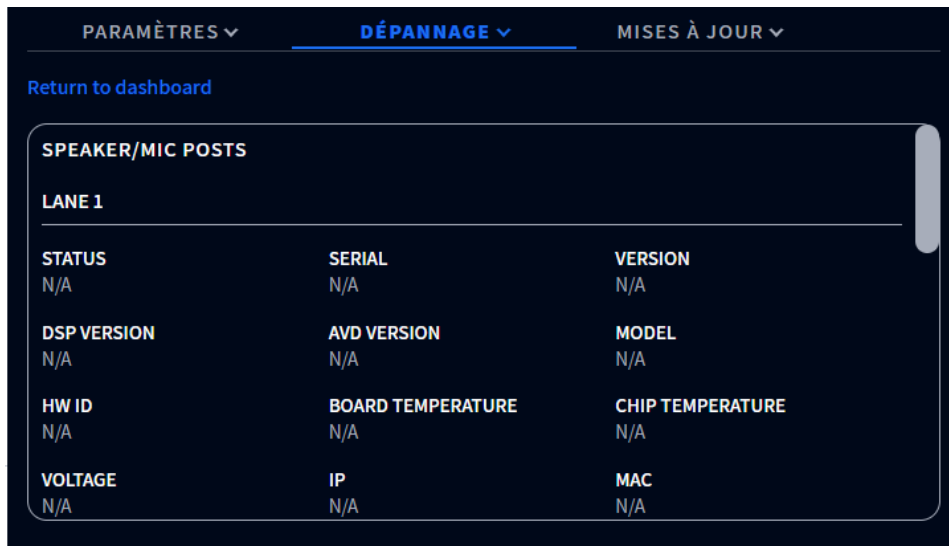 PARAMÈTRES DÉPANNAGE MISES À JOUR
Return to dashboard
SPEAKER/MIC POSTS
LANE 1
STATUS SERIAL VERSION
N/A N/A N/A
DSP VERSION AVD VERSION MODEL
N/A N/A N/A
HW ID BOARD TEMPERATURE CHIP TEMPERATURE
N/A N/A N/A
VOLTAGE IP MAC
N/A N/A N/A